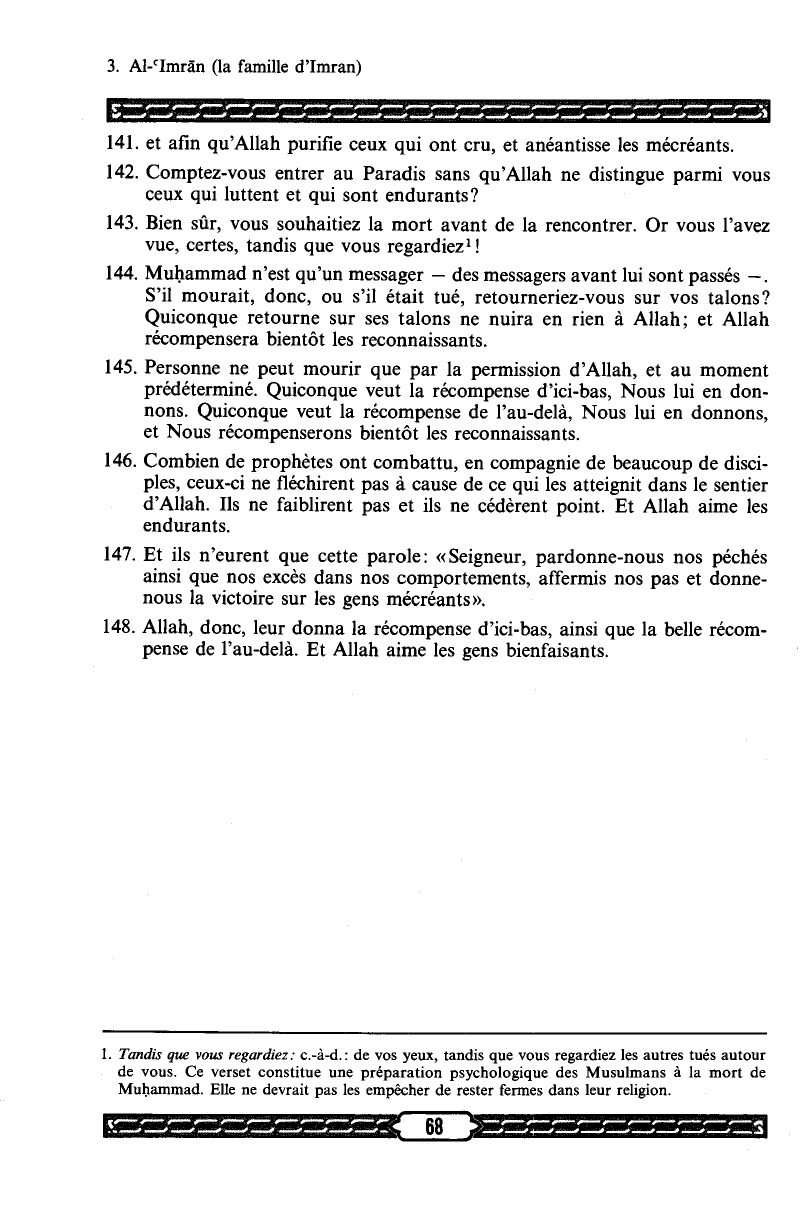 3. Al-ʿImrān (la famille d'Imran)
141. et afin qu'Allah purifie ceux qui ont cru, et anéantisse les mécréants.
142. Comptez-vous entrer au Paradis sans qu'Allah ne distingue parmi vous
ceux qui luttent et qui sont endurants?
143. Bien sûr, vous souhaitiez la mort avant de la rencontrer. Or vous l'avez
vue, certes, tandis que vous regardiez¹!
144. Muḥammad n'est qu'un messager — des messagers avant lui sont passés —.
S'il mourait, donc, ou s'il était tué, retourneriez-vous sur vos talons?
Quiconque retourne sur ses talons ne nuira en rien à Allah; et Allah
récompensera bientôt les reconnaissants.
145. Personne ne peut mourir que par la permission d'Allah, et au moment
prédéterminé. Quiconque veut la récompense d'ici-bas, Nous lui en don-
nons. Quiconque veut la récompense de l'au-delà, Nous lui en donnons,
et Nous récompenserons bientôt les reconnaissants.
146. Combien de prophètes ont combattu, en compagnie de beaucoup de disci-
ples, ceux-ci ne fléchirent pas à cause de ce qui les atteignit dans le sentier
d'Allah. Ils ne faiblirent pas et ils ne cédèrent point. Et Allah aime les
endurants.
147. Et ils n'eurent que cette parole: «Seigneur, pardonne-nous nos péchés
ainsi que nos excès dans nos comportements, affermis nos pas et donne-
nous la victoire sur les gens mécréants».
148. Allah, donc, leur donna la récompense d'ici-bas, ainsi que la belle récom-
pense de l'au-delà. Et Allah aime les gens bienfaisants.
1. Tandis que vous regardiez: c.-à-d.: de vos yeux, tandis que vous regardiez les autres tués autour
de vous. Ce verset constitue une préparation psychologique des Musulmans à la mort de
Muḥammad. Elle ne devrait pas les empêcher de rester fermes dans leur religion.
68